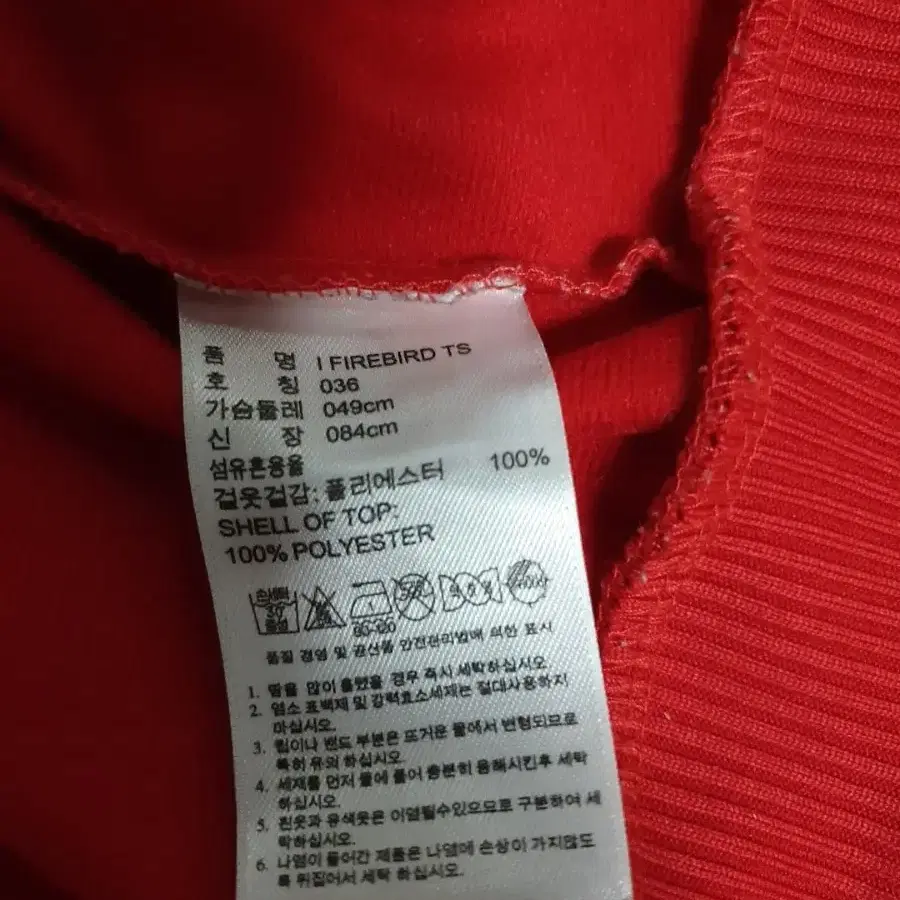 품 명 I FIREBIRD TS
호 칭 036
가슴둘레 049cm
신 장 084cm
섬유혼용율
겉옷겉감: 폴리에스터 100%
SHELL OF TOP:
100% POLYESTER
손세탁
30°
중성
80-120
품질 경영 및 공산품 안전관리법에 의한 표시
1. 땀을 많이 흘렸을 경우 즉시 세탁하십시오
2. 염소 표백제 및 강력효소세제는 절대사용하지
마십시오.
3. 립이나 밴드 부분은 뜨거운 물에서 변형되므로
특히 유의 하십시오.
4. 세제를 먼저 물에 풀어 충분히 용해시킨후 세탁
하십시오.
5. 흰옷과 유색옷은 이염될수있으므로 구분하여 세
탁하십시오.
6. 나염이 들어간 제품은 나염에 손상이 가지않도
록 뒤집어서 세탁 하십시오.